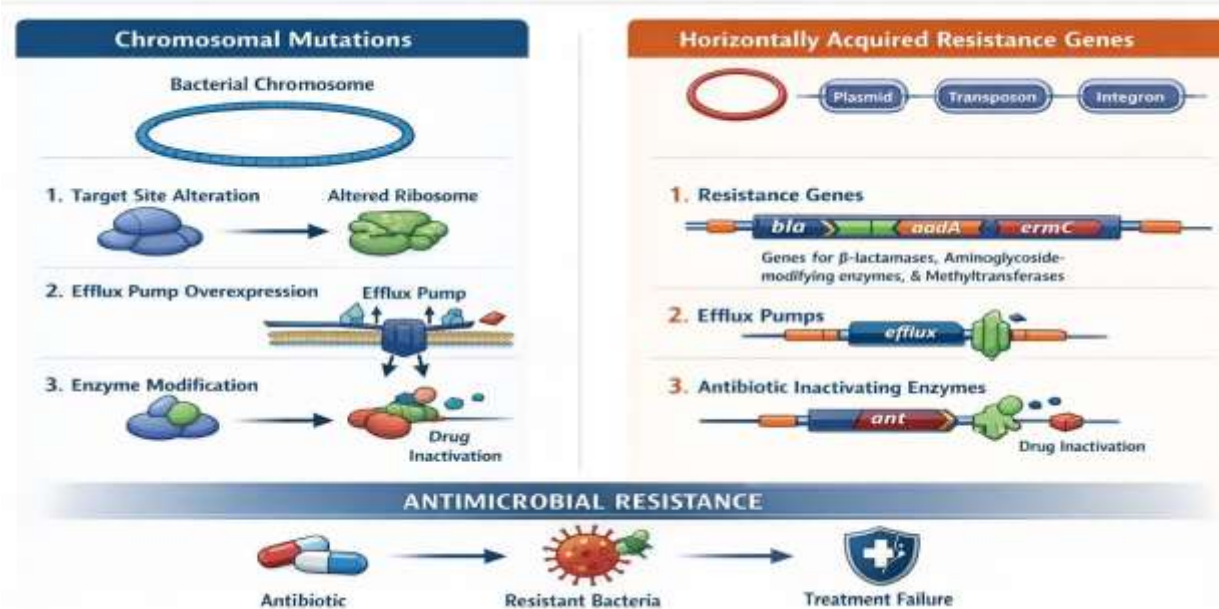 Chromosomal Mutations
Bacterial Chromosome
1. Target Site Alteration
Altered Ribosome
2. Efflux Pump Overexpression
Efflux Pump
3. Enzyme Modification
Drug
Inactivation
Horizontally Acquired Resistance Genes
Plasmid
Transposon
Integron
1. Resistance Genes
bla
aadA
ermC
Genes for β-lactamases, Aminoglycoside-
modifying enzymes, & Methyltransferases
2. Efflux Pumps
efflux
3. Antibiotic Inactivating Enzymes
ant
Drug Inactivation
ANTIMICROBIAL RESISTANCE
Antibiotic
Resistant Bacteria
Treatment Failure